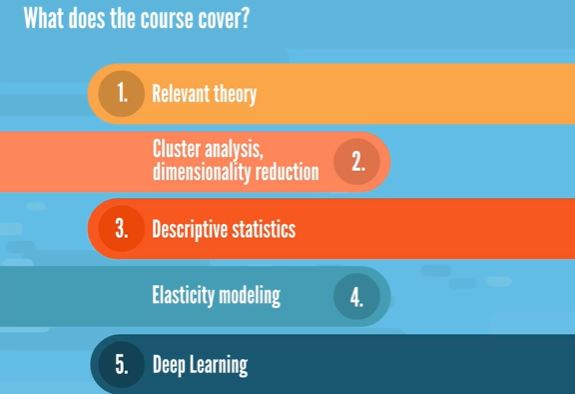 What does the course cover?
1. Relevant theory
Cluster analysis,
dimensionality reduction 2.
3. Descriptive statistics
Elasticity modeling 4.
5. Deep Learning